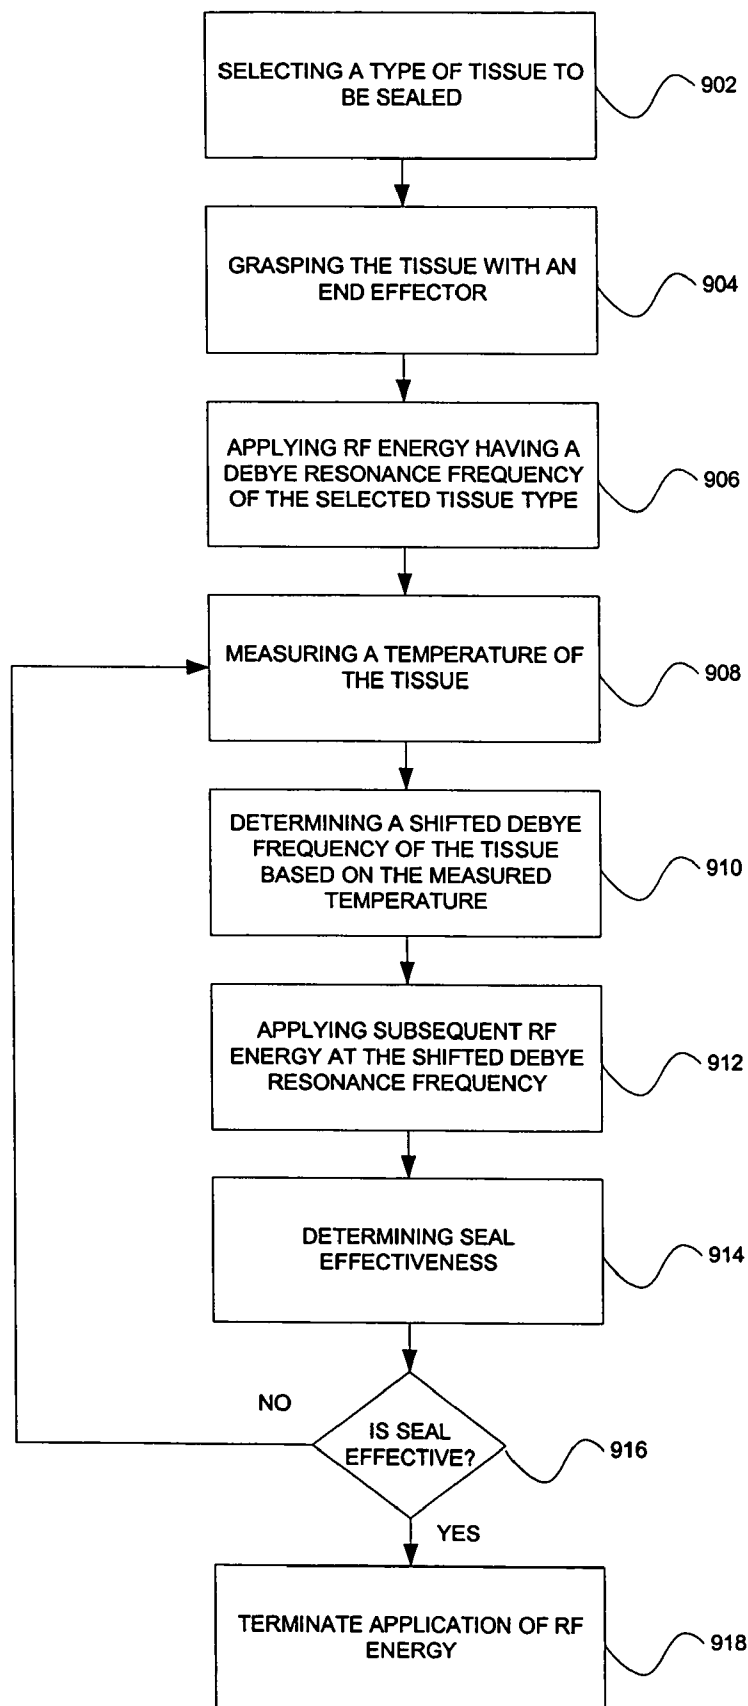 SELECTING A TYPE OF TISSUE TO
BE SEALED
902
GRASPING THE TISSUE WITH AN
END EFFECTOR
904
APPLYING RF ENERGY HAVING A
DEBYE RESONANCE FREQUENCY
OF THE SELECTED TISSUE TYPE
906
MEASURING A TEMPERATURE OF
THE TISSUE
908
DETERMINING A SHIFTED DEBYE
FREQUENCY OF THE TISSUE
BASED ON THE MEASURED
TEMPERATURE
910
APPLYING SUBSEQUENT RF
ENERGY AT THE SHIFTED DEBYE
RESONANCE FREQUENCY
912
DETERMINING SEAL
EFFECTIVENESS
914
NO
IS SEAL
EFFECTIVE?
916
YES
TERMINATE APPLICATION OF RF
ENERGY
918